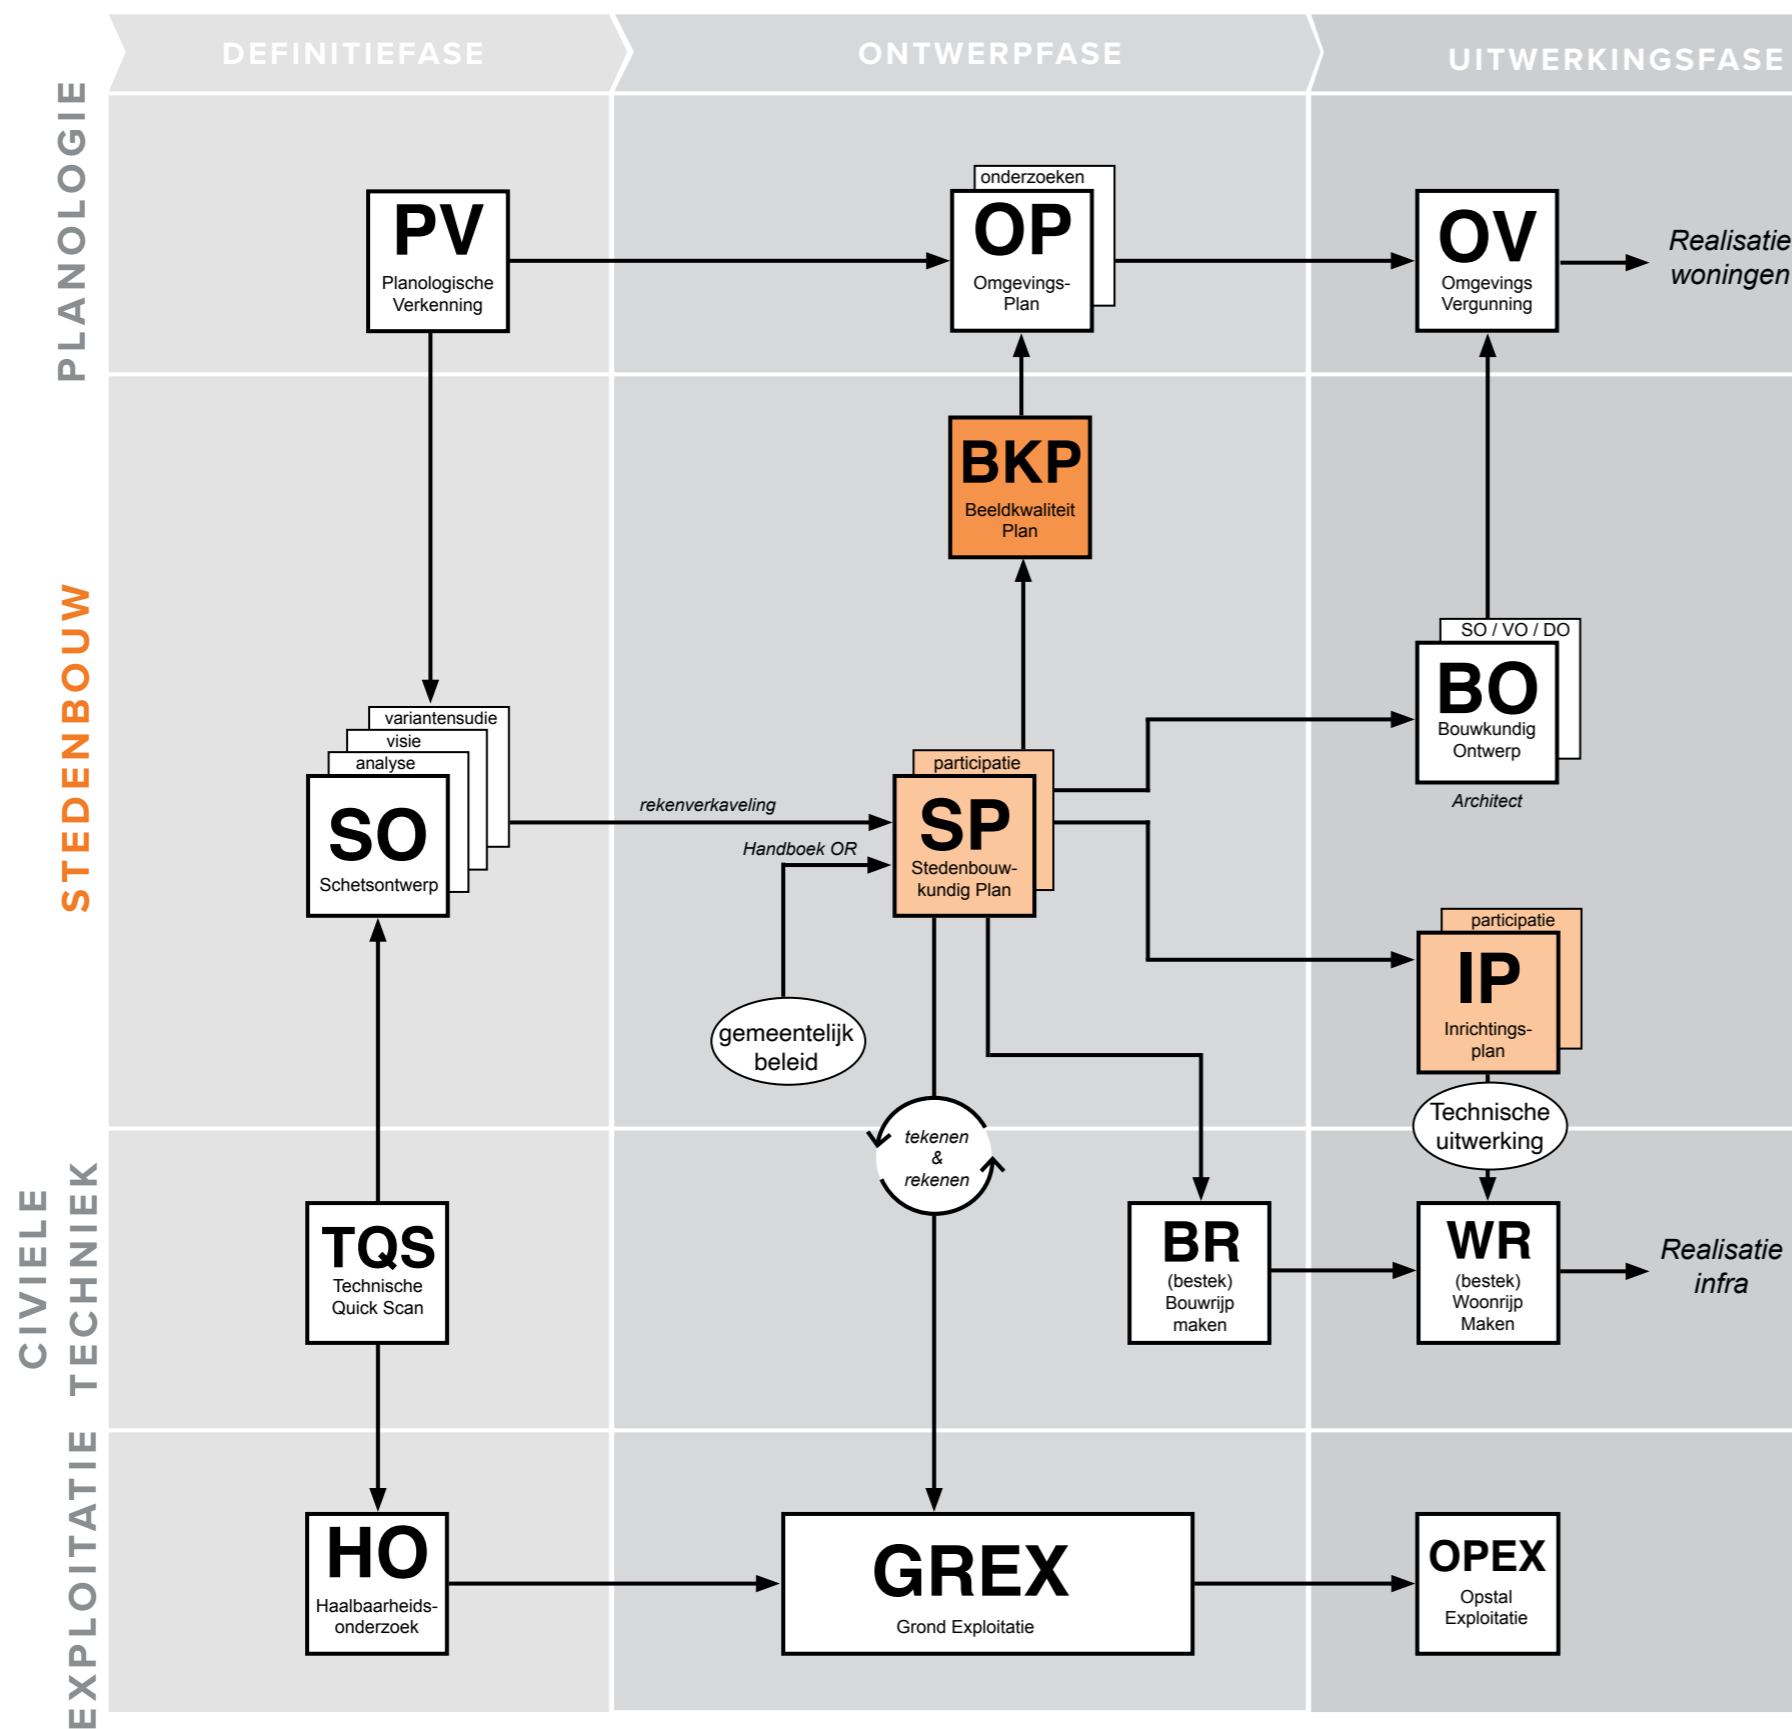 DEFINITIEFASE
ONTWERPFASE
UITWERKINGSFASE
PLANOLOGIE
PV
Planologische
Verkenning
onderzoeken
OP
Omgevings-
Plan
OV
Omgevings
Vergunning
Realisatie
woningen
STEDENBOUW
BKP
Beeldkwaliteit
Plan
variantensudie
visie
analyse
SO
Schetsontwerp
rekenverkaveling
Handboek OR
gemeentelijk
beleid
participatie
SP
Stedenbouw-
kundig Plan
SO / VO / DO
BO
Bouwkundig
Ontwerp
Architect
participatie
IP
Inrichtings-
plan
Technische
uitwerking
tekenen
&
rekenen
CIVIELE
TECHNIEK
TQS
Technische
Quick Scan
BR
(bestek)
Bouwrijp
maken
WR
(bestek)
Woonrijp
Maken
Realisatie
infra
EXPLOITATIE
HO
Haalbaarheids-
onderzoek
GREX
Grond Exploitatie
OPEX
Opstal
Exploitatie